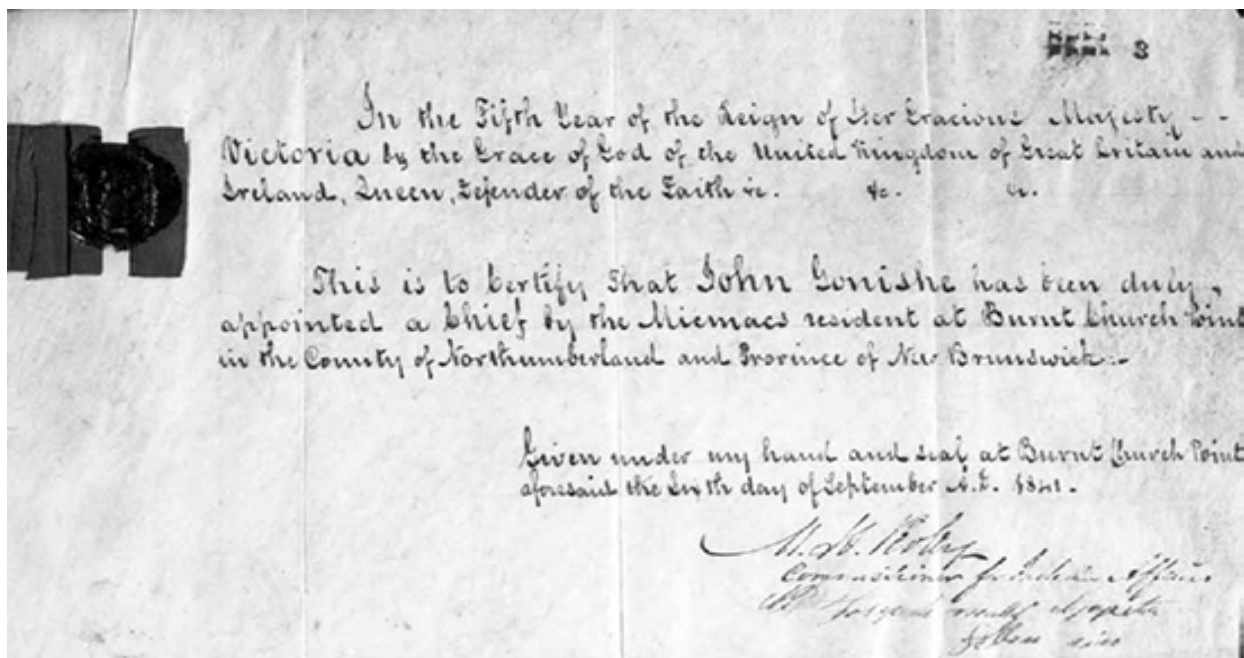 3
In the Fifth Year of the Reign of Her Gracious Majesty - -
Victoria by the Grace of God of the United Kingdom of Great Britain and
Ireland, Queen, Defender of the Faith &c. &c. &c.
This is to Certify that John Gonishe has been duly
appointed a Chief by the Micmacs resident at Burnt Church Point
in the County of Northumberland and Province of New Brunswick:-
Given under my hand and seal at Burnt Church Point
aforesaid the Sixth day of September A.D. 1841.
Commissioner for Indian Affairs